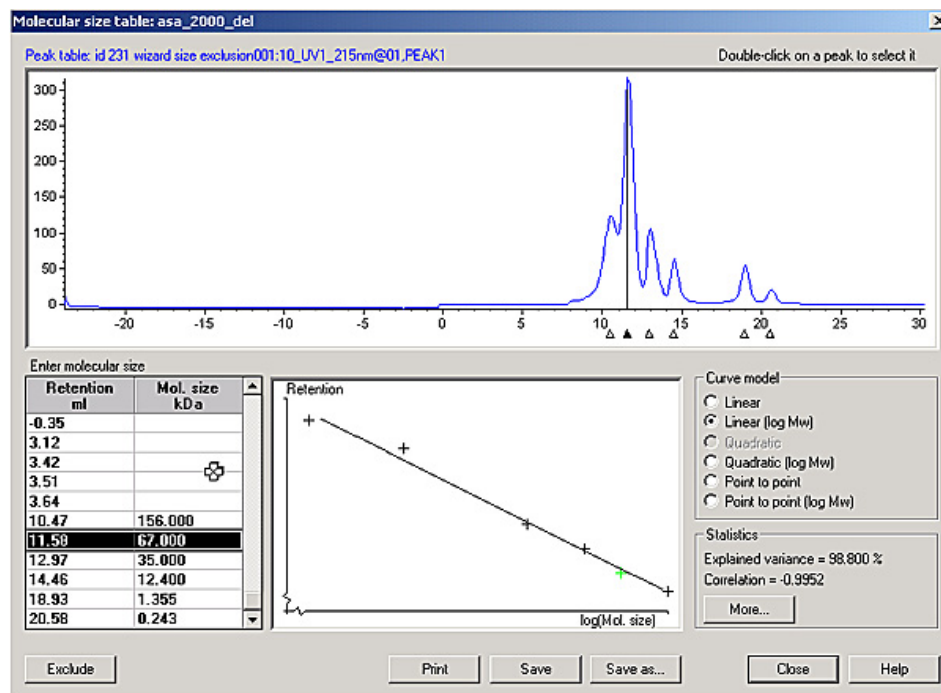 Molecular size table: asa_2000_del
Peak table: id 231 wizard size exclusion001:10_UV1_215nm@01,PEAK1 Double-click on a peak to select it
300
250
200
150
100
50
0
-20 -15 -10 -5 0 5 10 15 20 25 30
Enter molecular size
Retention ml Mol. size kDa
-0.35
3.12
3.42
3.51
3.64
10.47 156.000
11.58 67.000
12.97 35.000
14.46 12.400
18.93 1.355
20.58 0.243
Retention
log(Mol. size)
Curve model
Linear
Linear (log Mw)
Quadratic
Quadratic (log Mw)
Point to point
Point to point (log Mw)
Statistics
Explained variance = 98.800 %
Correlation = -0.9952
More...
Exclude Print Save Save as... Close Help